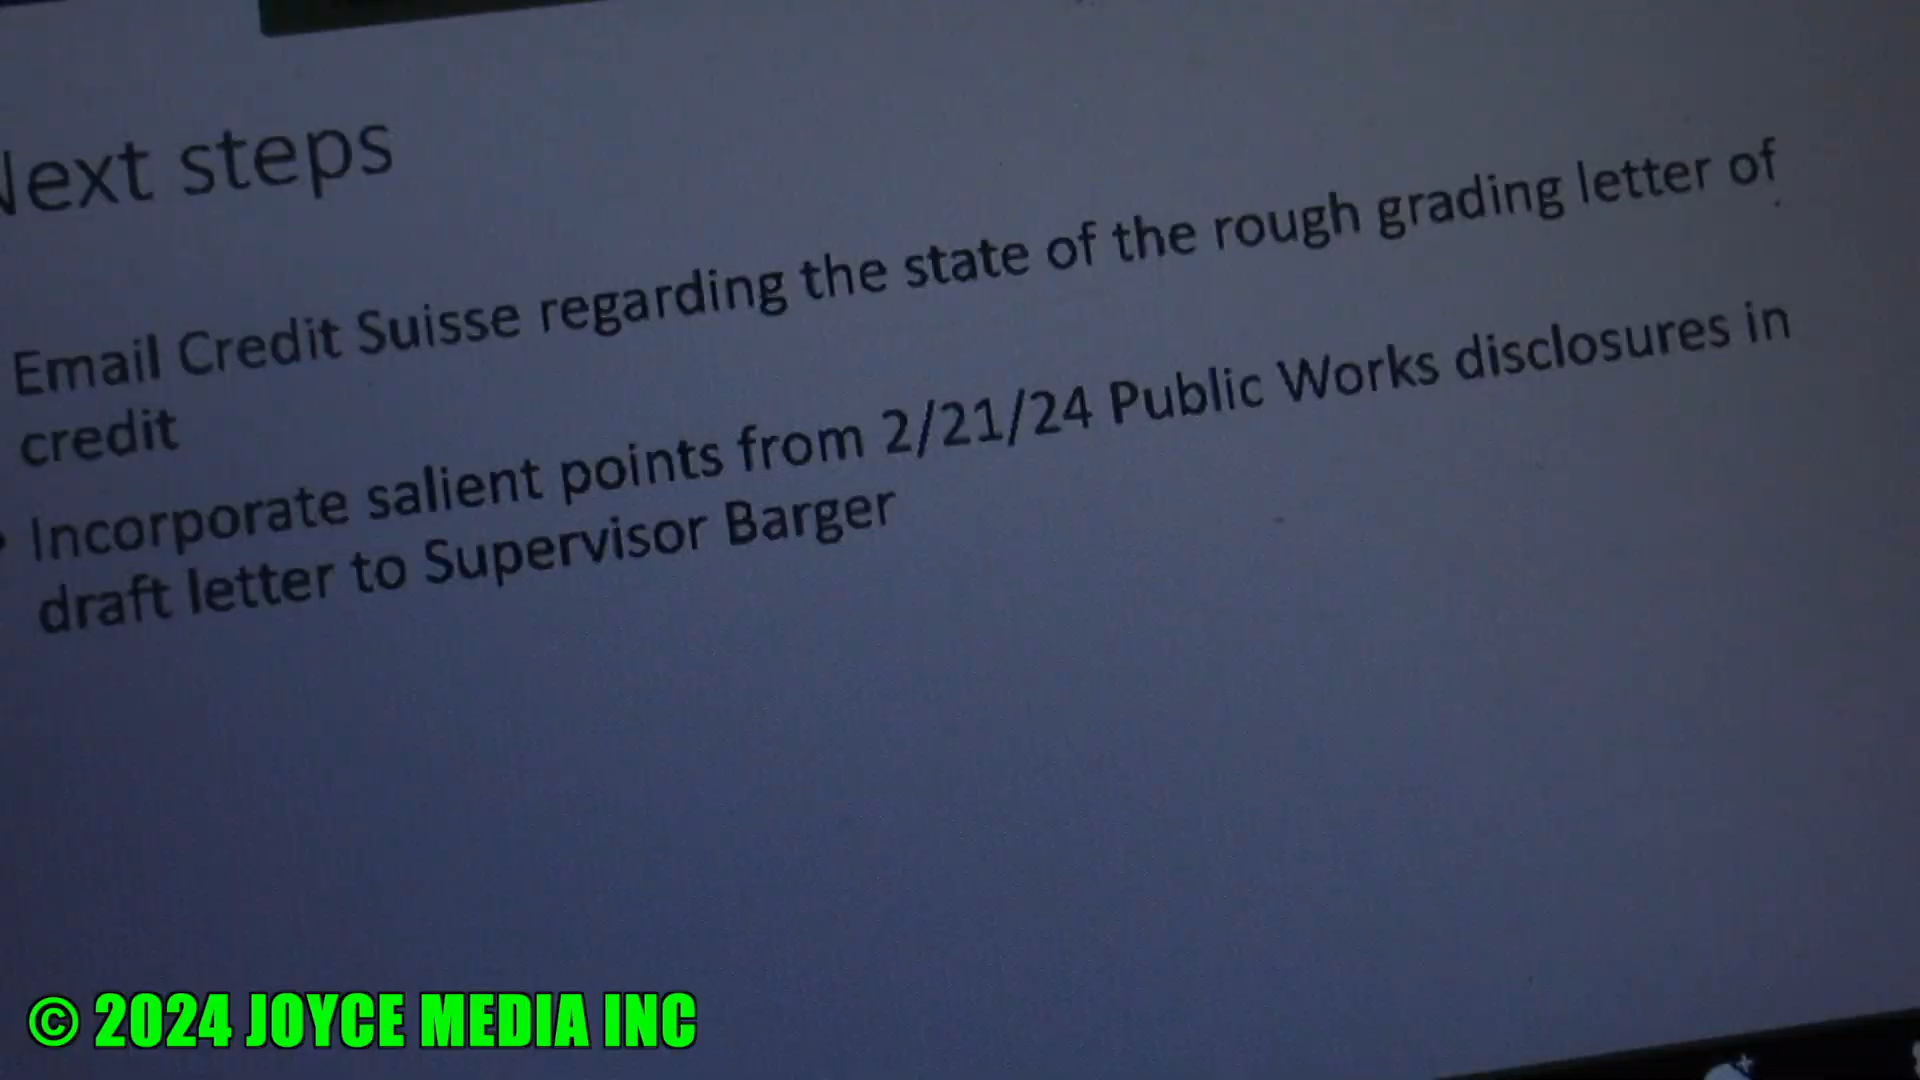 Next steps
Email Credit Suisse regarding the state of the rough grading letter of
credit
• Incorporate salient points from 2/21/24 Public Works disclosures in
draft letter to Supervisor Barger
© 2024 JOYCE MEDIA INC